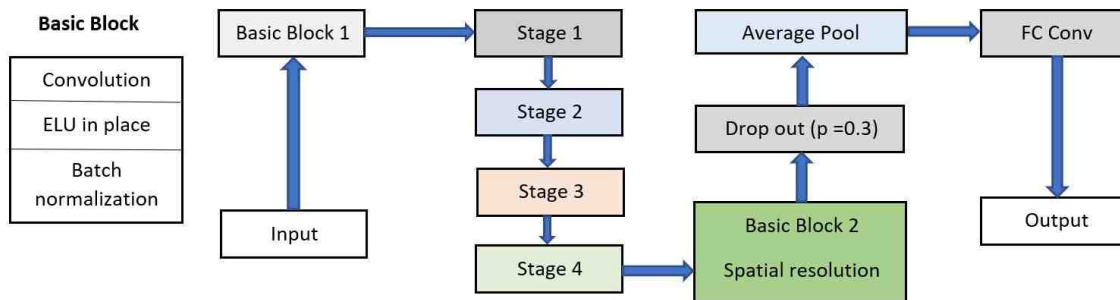 Basic Block
Convolution
ELU in place
Batch
normalization
Basic Block 1
Input
Stage 1
Stage 2
Stage 3
Stage 4
Average Pool
Drop out (p =0.3)
Basic Block 2
Spatial resolution
FC Conv
Output